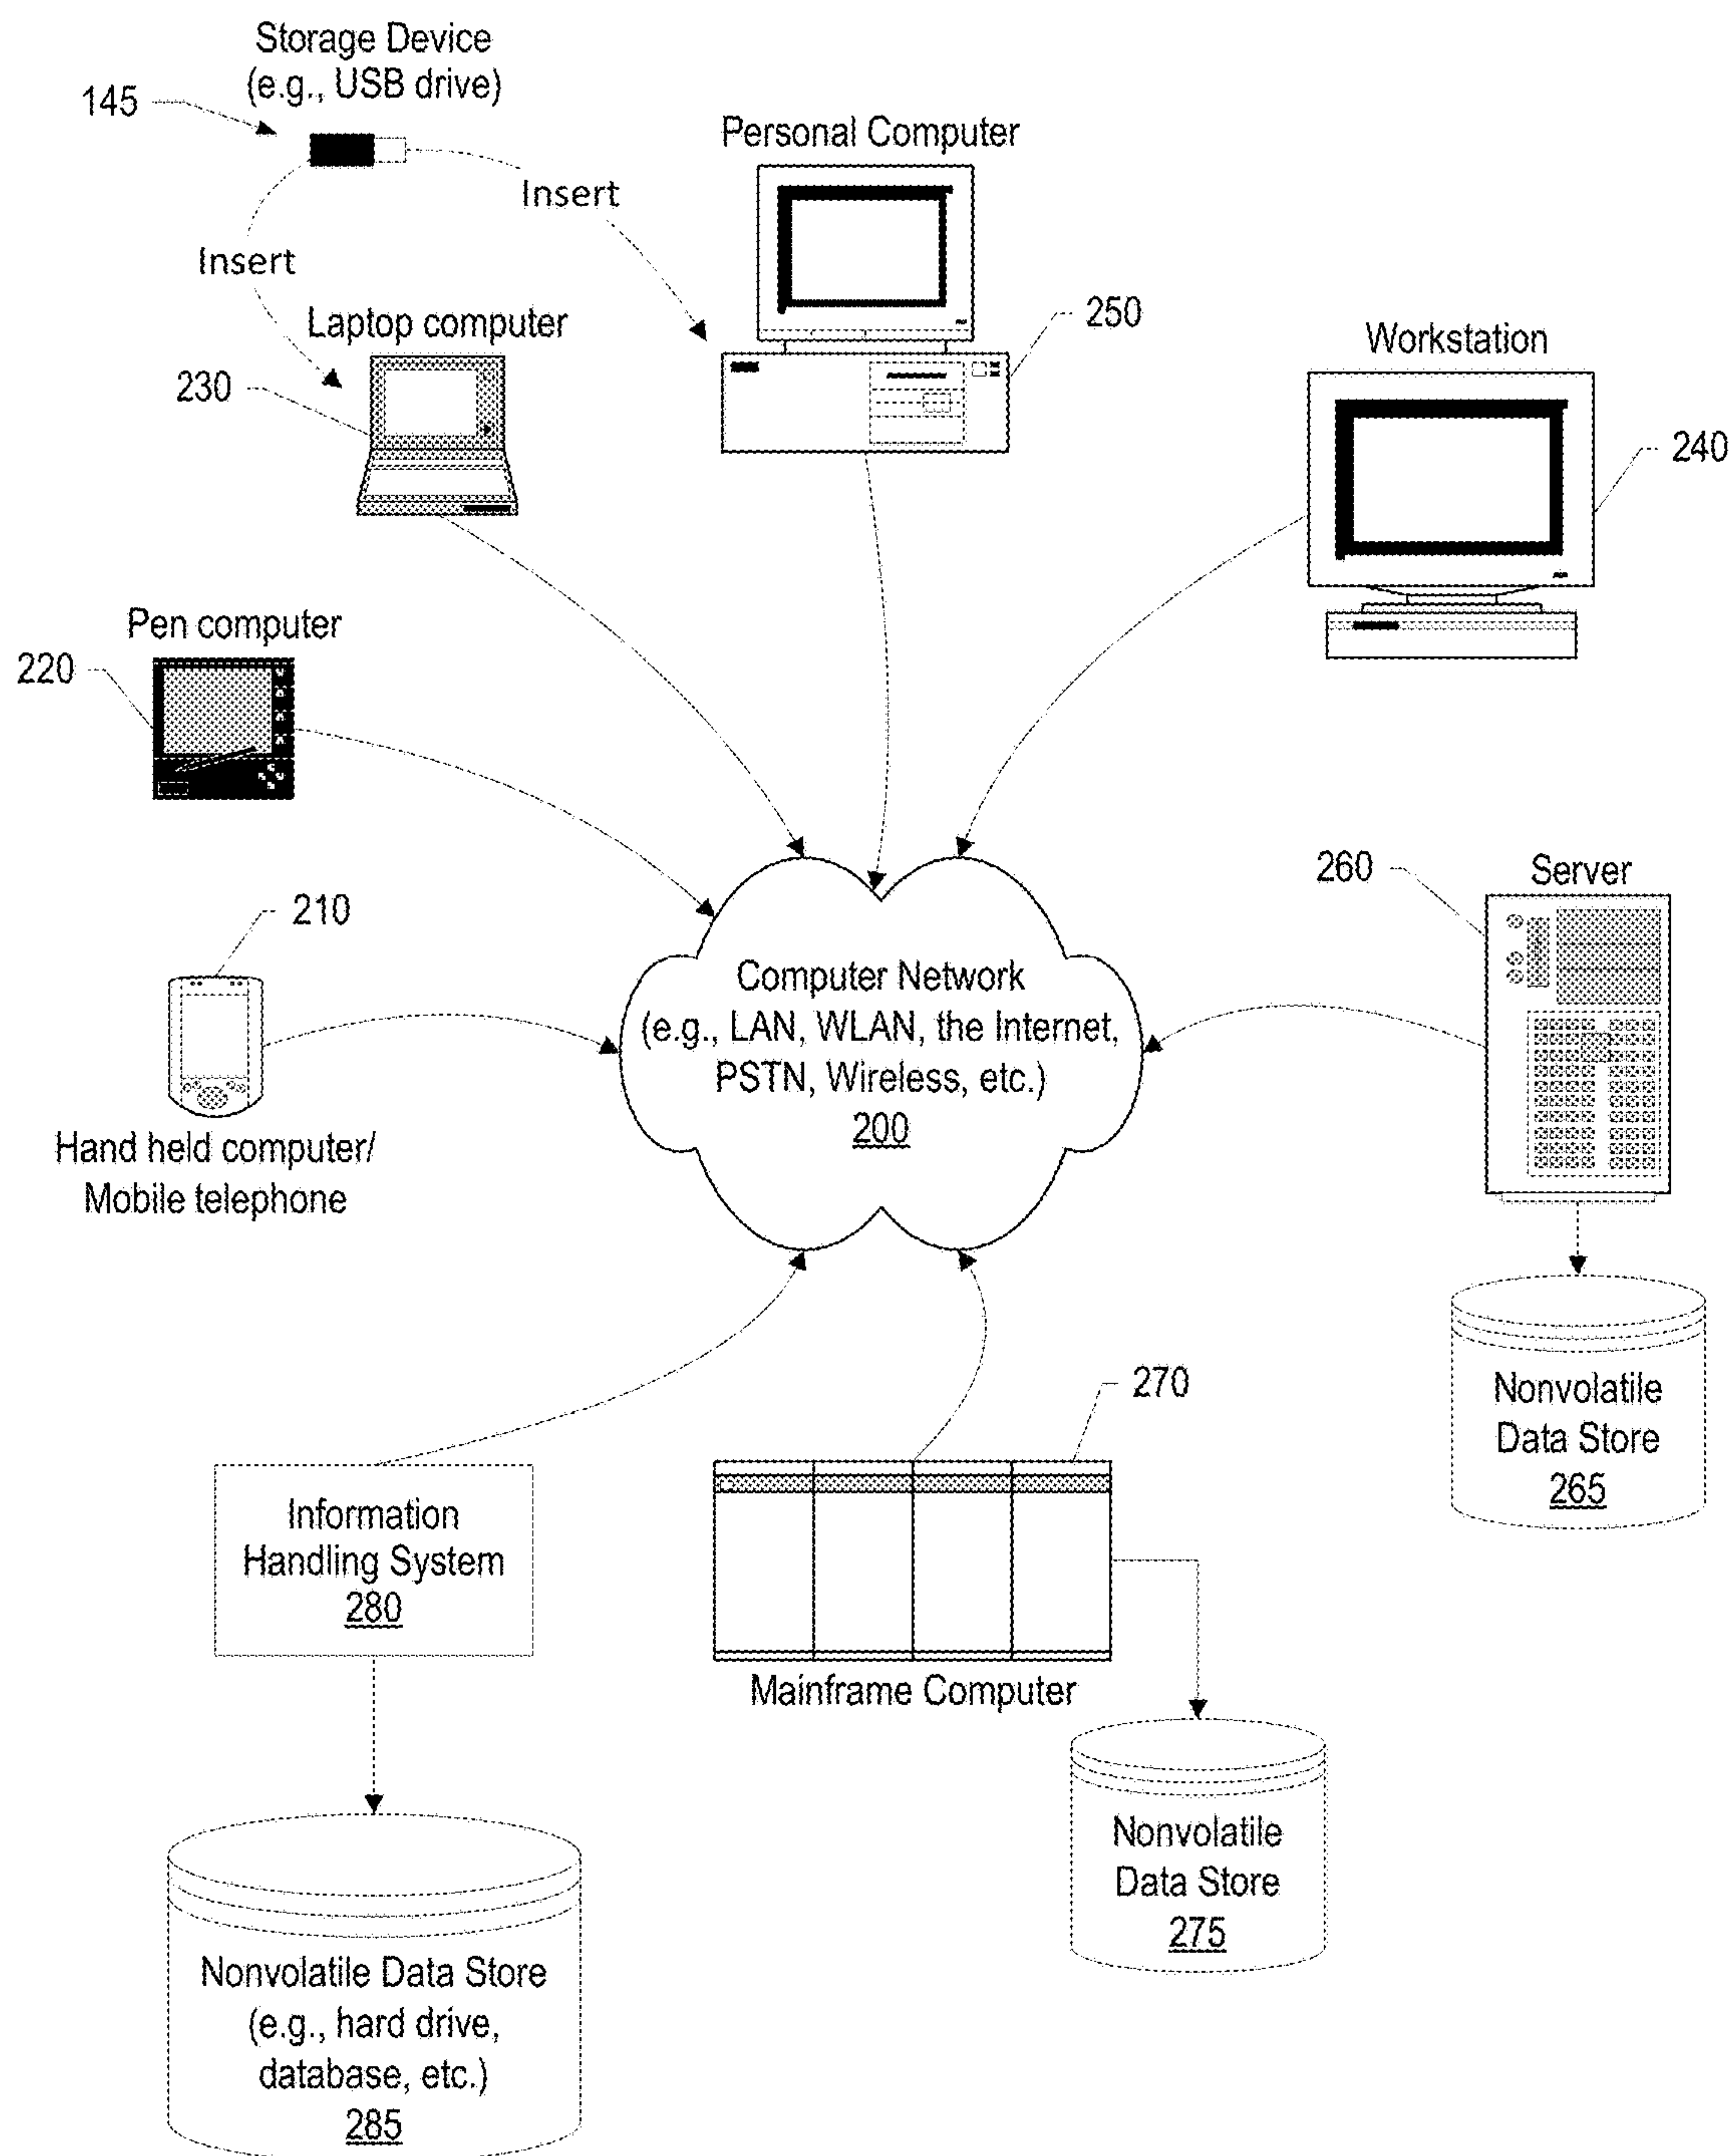 Storage Device
(e.g., USB drive)
145
Insert
Insert
Personal Computer
250
Laptop computer
230
Workstation
240
Pen computer
220
210
Hand held computer/
Mobile telephone
Computer Network
(e.g., LAN, WLAN, the Internet,
PSTN, Wireless, etc.)
200
260
Server
Nonvolatile
Data Store
265
270
Mainframe Computer
Information
Handling System
280
Nonvolatile
Data Store
275
Nonvolatile Data Store
(e.g., hard drive,
database, etc.)
285